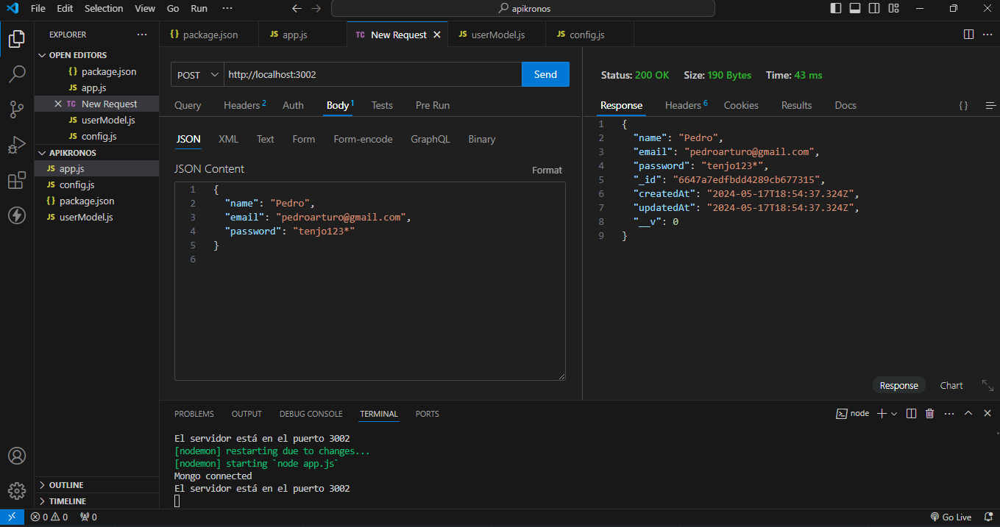 File Edit Selection View Go Run ··· apikronos
EXPLORER ···
OPEN EDITORS
{} package.json
JS app.js
TC New Request
JS userModel.js
JS config.js
APIKRONOS
JS app.js
JS config.js
{} package.json
JS userModel.js
OUTLINE
TIMELINE
{} package.json JS app.js TC New Request JS userModel.js JS config.js
POST http://localhost:3002 Send
Query Headers 2 Auth Body 1 Tests Pre Run
JSON XML Text Form Form-encode GraphQL Binary
JSON Content Format
1 {
2 "name": "Pedro",
3 "email": "pedroarturo@gmail.com",
4 "password": "tenjo123*"
5 }
6
Status: 200 OK Size: 190 Bytes Time: 43 ms
Response Headers 6 Cookies Results Docs {}
1 {
2 "name": "Pedro",
3 "email": "pedroarturo@gmail.com",
4 "password": "tenjo123*",
5 "_id": "6647a7edfbdd4289cb677315",
6 "createdAt": "2024-05-17T18:54:37.324Z",
7 "updatedAt": "2024-05-17T18:54:37.324Z",
8 "__v": 0
9 }
Response Chart
PROBLEMS OUTPUT DEBUG CONSOLE TERMINAL PORTS node
El servidor está en el puerto 3002
[nodemon] restarting due to changes...
[nodemon] starting `node app.js`
Mongo connected
El servidor está en el puerto 3002
0 0 0 Go Live